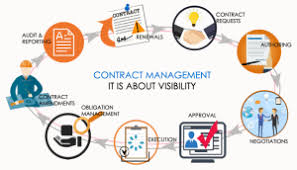 CONTRACT
REQUESTS
AUTHORING
NEGOTIATIONS
APPROVAL
EXECUTION
OBLIGATION
MANAGEMENT
CONTRACT
AMENDMENTS
AUDIT &
REPORTING
CONTRACT
RENEWALS
CONTRACT MANAGEMENT
IT IS ABOUT VISIBILITY